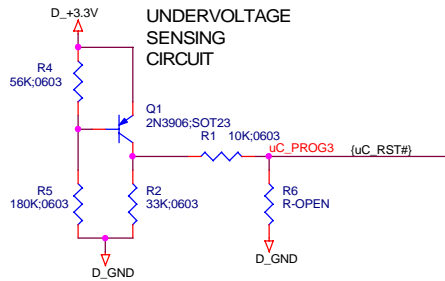 D_+3.3V
UNDERVOLTAGE
SENSING
CIRCUIT
R4
56K;0603
Q1
2N3906;SOT23
R1 10K;0603
uC_PROG3
{uC_RST#}
R5
180K;0603
R2
33K;0603
R6
R-OPEN
D_GND
D_GND